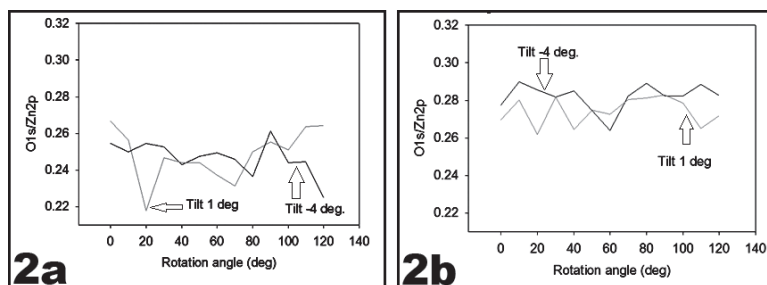 0.32
0.30
0.28
0.26
0.24
0.22
O1s/Zn2p
Tilt 1 deg
Tilt -4 deg.
0 20 40 60 80 100 120 140
Rotation angle (deg)
2a
0.32
0.30
0.28
0.26
0.24
0.22
O1s/Zn2p
Tilt -4 deg.
Tilt 1 deg
0 20 40 60 80 100 120 140
Rotation angle (deg)
2b